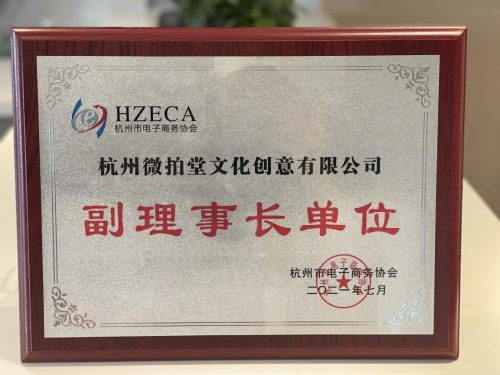 HZECA
杭州市电子商务协会
杭州微拍堂文化创意有限公司
副理事长单位
杭州市电子商务协会
二〇二一年七月